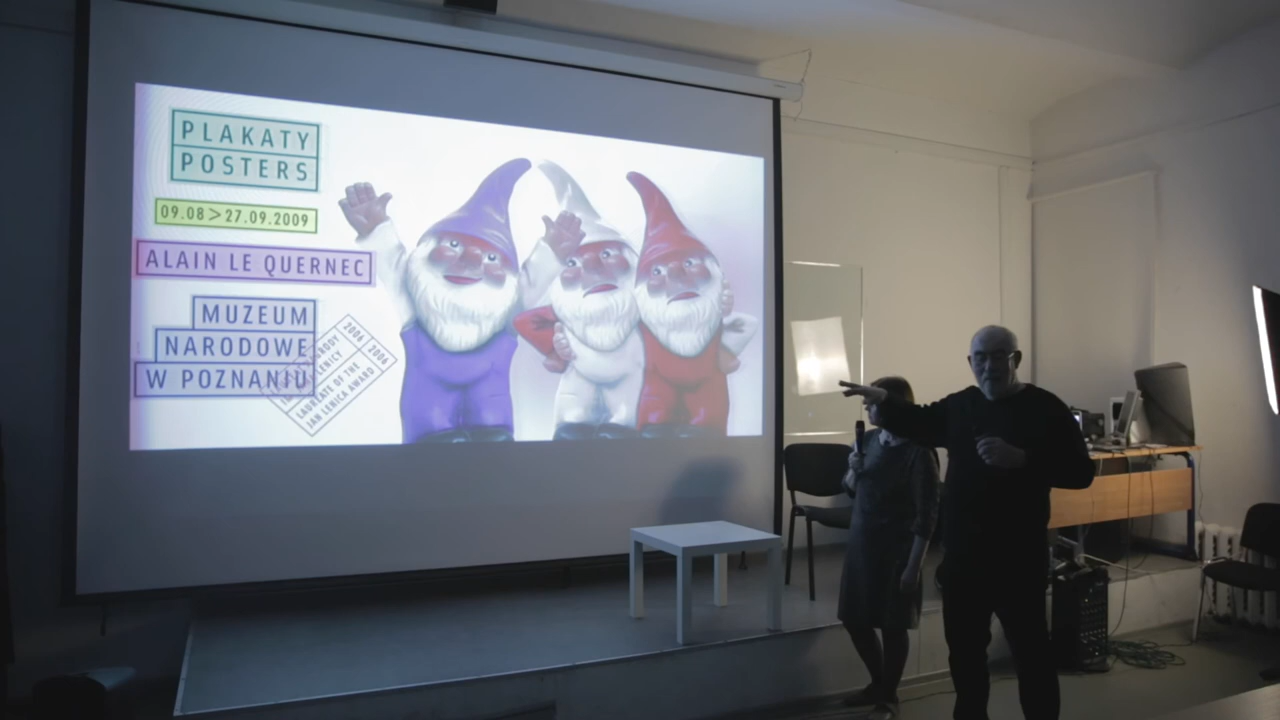 PLAKATY
POSTERS
09.08>27.09.2009
ALAIN LE QUERNEC
MUZEUM
NARODOWE
W POZNANIU
2006
2006
LAUREATE OF THE
JAN LENICA AWARD